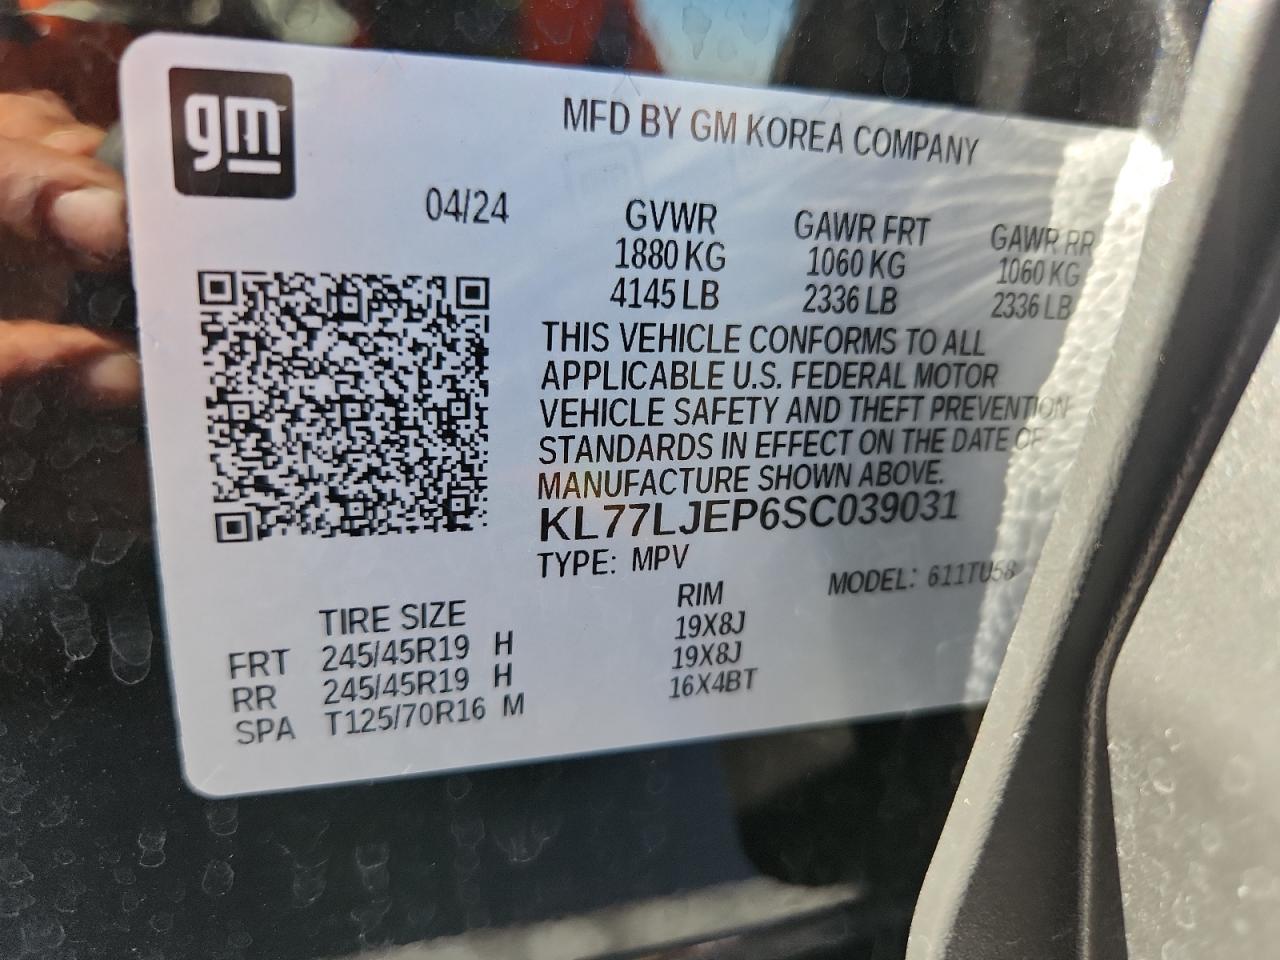 gm
MFD BY GM KOREA COMPANY
04/24
GVWR GAWR FRT GAWR RR
1880 KG 1060 KG 1060 KG
4145 LB 2336 LB 2336 LB
THIS VEHICLE CONFORMS TO ALL
APPLICABLE U.S. FEDERAL MOTOR
VEHICLE SAFETY AND THEFT PREVENTION
STANDARDS IN EFFECT ON THE DATE OF
MANUFACTURE SHOWN ABOVE.
KL77LJEP6SC039031
TYPE: MPV MODEL: 611TU58
TIRE SIZE RIM
FRT 245/45R19 H 19X8J
RR 245/45R19 H 19X8J
SPA T125/70R16 M 16X4BT